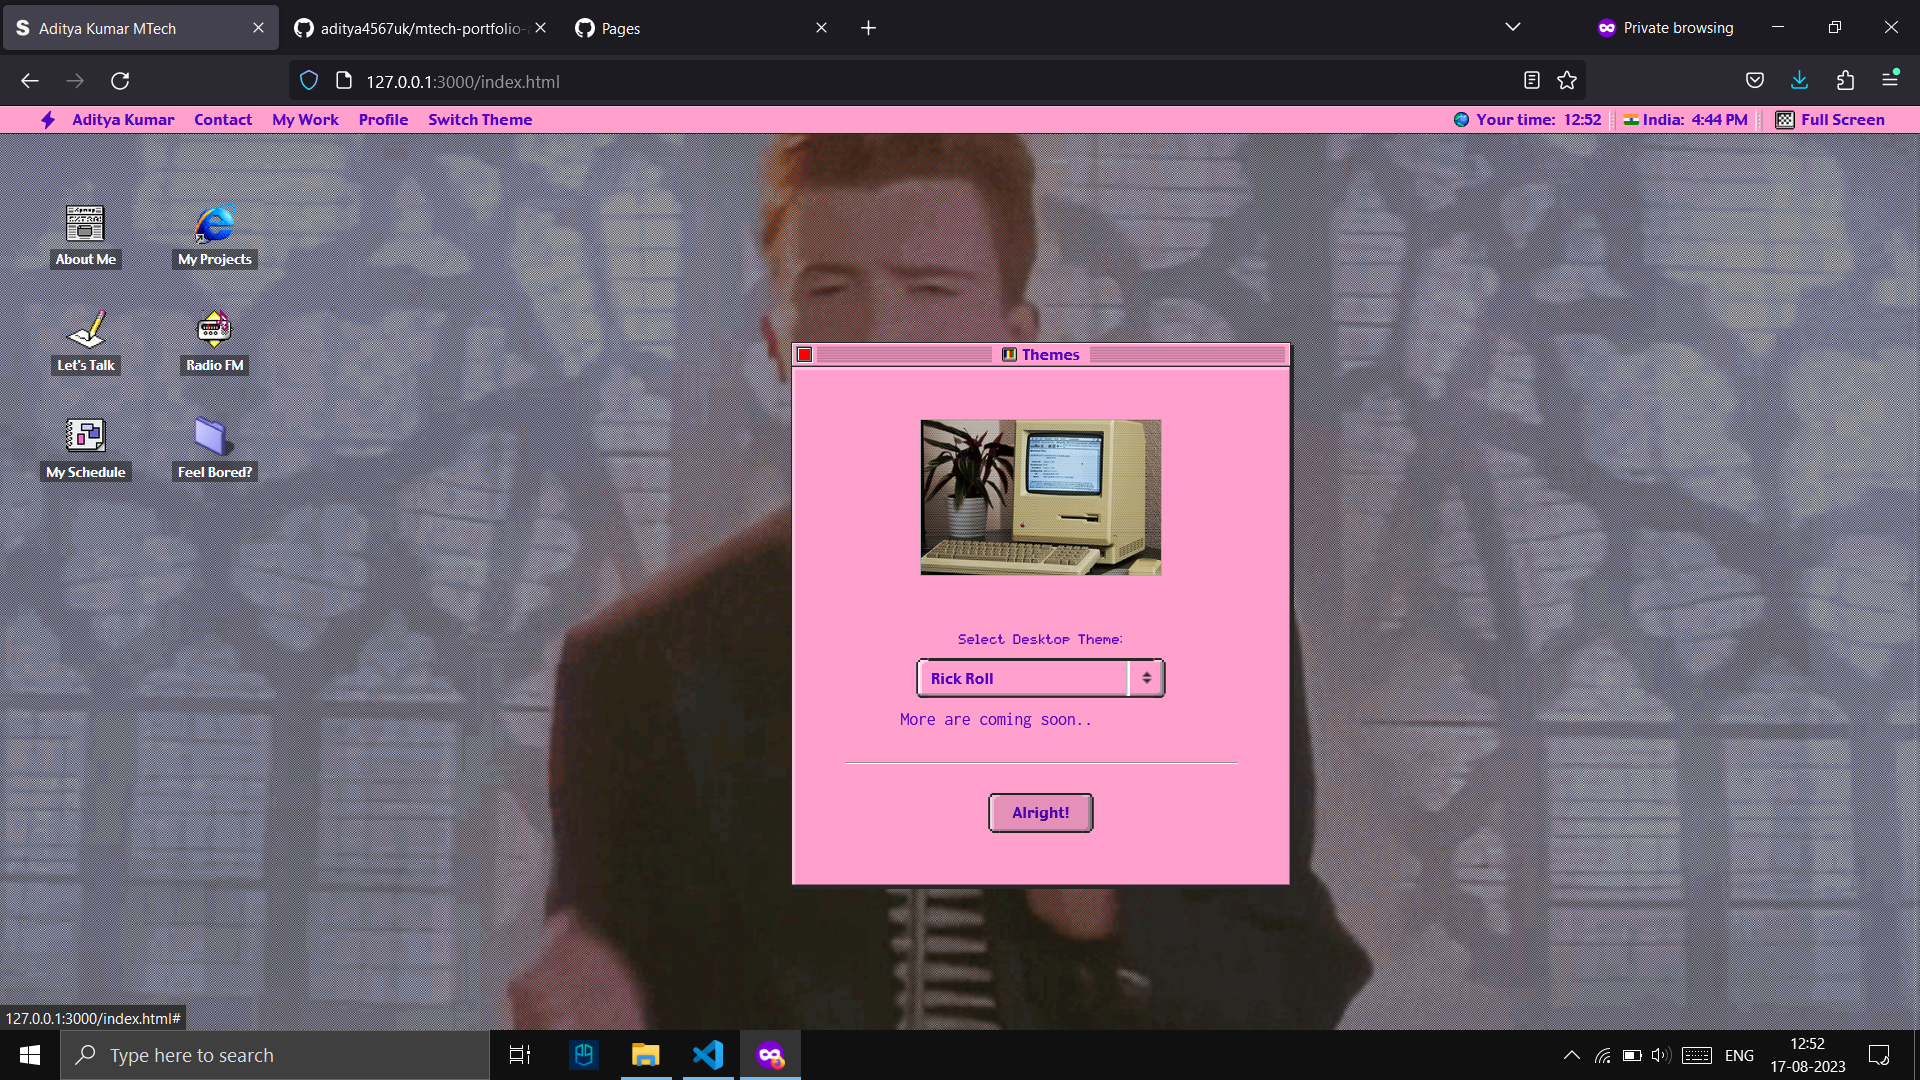 Aditya Kumar MTech
aditya4567uk/mtech-portfolio-
Pages
Private browsing
127.0.0.1:3000/index.html
Aditya Kumar Contact My Work Profile Switch Theme
Your time: 12:52 India: 4:44 PM Full Screen
About Me
My Projects
Let's Talk
Radio FM
My Schedule
Feel Bored?
Themes
Select Desktop Theme:
Rick Roll
More are coming soon..
Alright!
127.0.0.1:3000/index.html#
Type here to search
ENG
12:52
17-08-2023